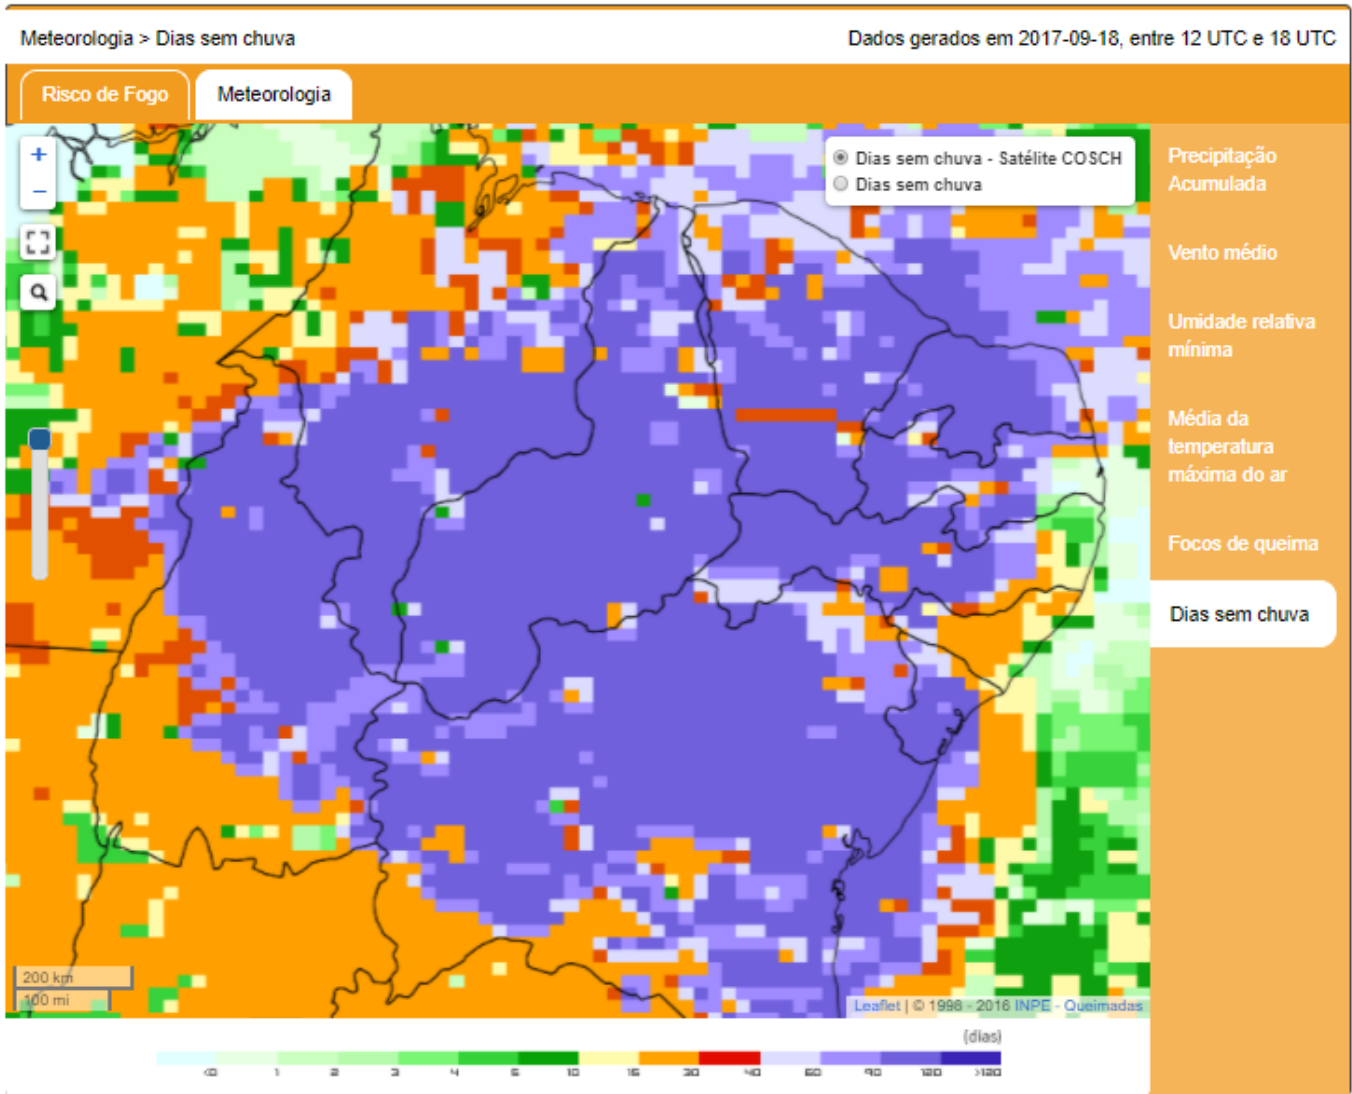 Meteorologia > Dias sem chuva
Dados gerados em 2017-09-18, entre 12 UTC e 18 UTC
Risco de Fogo
Meteorologia
+
−
Dias sem chuva - Satélite COSCH
Dias sem chuva
Precipitação
Acumulada
Vento médio
Umidade relativa
mínima
Média da
temperatura
máxima do ar
Focos de queima
Dias sem chuva
200 km
100 mi
Leaflet | © 1998 - 2016 INPE - Queimadas
(dias)
1 2 3 4 5 10 15 30 40 60 90 120 >120